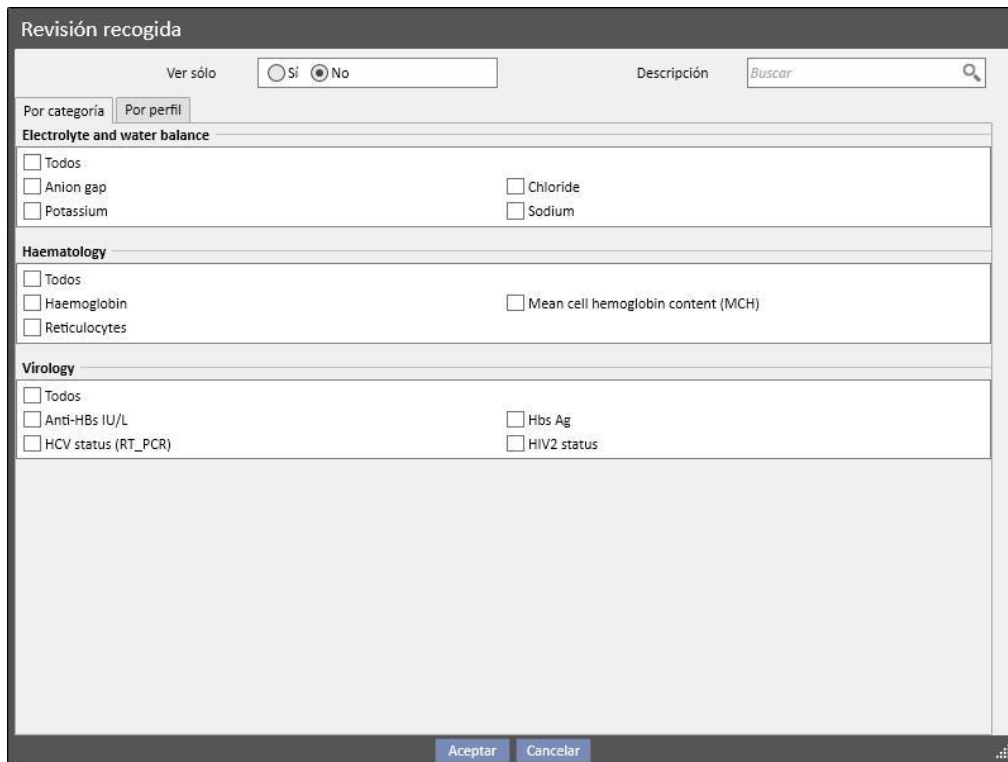 Revisión recogida
Ver sólo Sí No Descripción Buscar
Por categoría Por perfil
Electrolyte and water balance
Todos
Anion gap Chloride
Potassium Sodium
Haematology
Todos
Haemoglobin Mean cell hemoglobin content (MCH)
Reticulocytes
Virology
Todos
Anti-HBs IU/L Hbs Ag
HCV status (RT_PCR) HIV2 status
Aceptar Cancelar